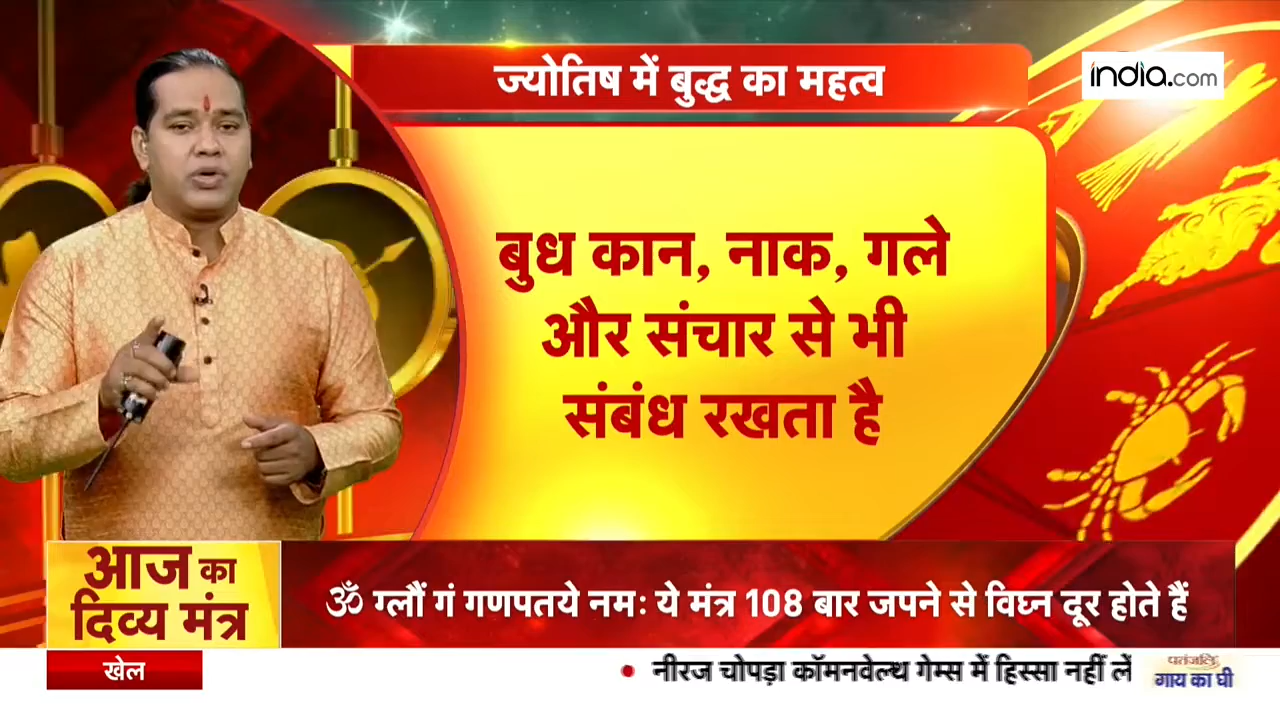 ज्योतिष में बुद्ध का महत्व
india.com
बुध कान, नाक, गले
और संचार से भी
संबंध रखता है
आज का
दिव्य मंत्र
ॐ ग्लौं गं गणपतये नमः ये मंत्र 108 बार जपने से विघ्न दूर होते हैं
खेल
• नीरज चोपड़ा कॉमनवेल्थ गेम्स में हिस्सा नहीं लें
पतंजलि
गाय का घी